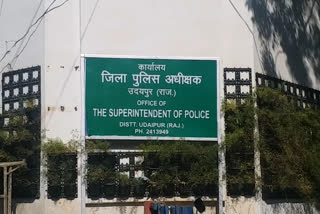 कार्यालय
जिला पुलिस अधीक्षक
उदयपुर (राज.)
OFFICE OF
THE SUPERINTENDENT OF POLICE
DISTT. UDAIPUR (RAJ.)
PH. 2413949